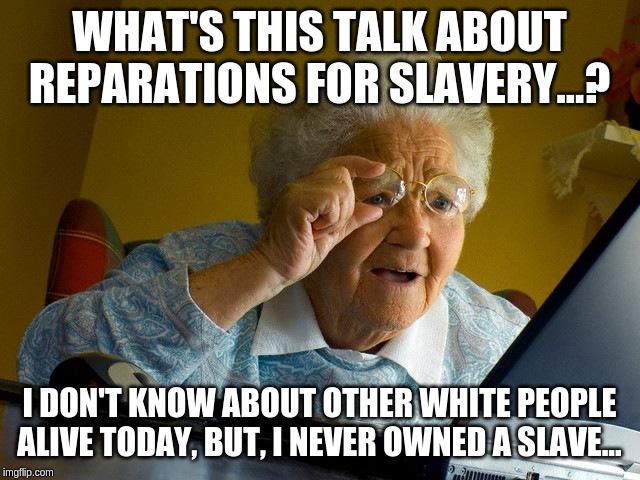 WHAT'S THIS TALK ABOUT
REPARATIONS FOR SLAVERY...?
I DON'T KNOW ABOUT OTHER WHITE PEOPLE
ALIVE TODAY, BUT, I NEVER OWNED A SLAVE...
imgflip.com